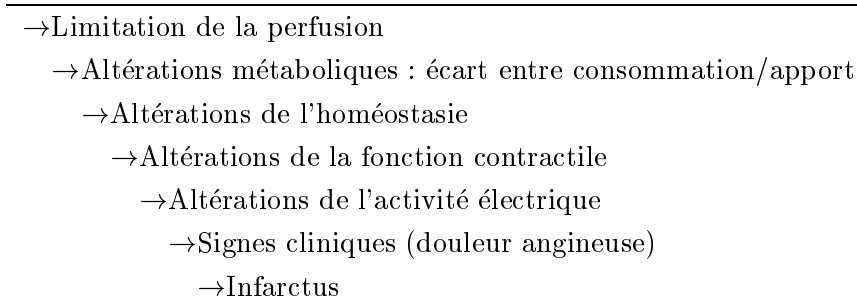 →Limitation de la perfusion
→Altérations métaboliques : écart entre consommation/apport
→Altérations de l'homéostasie
→Altérations de la fonction contractile
→Altérations de l'activité électrique
→Signes cliniques (douleur angineuse)
→Infarctus